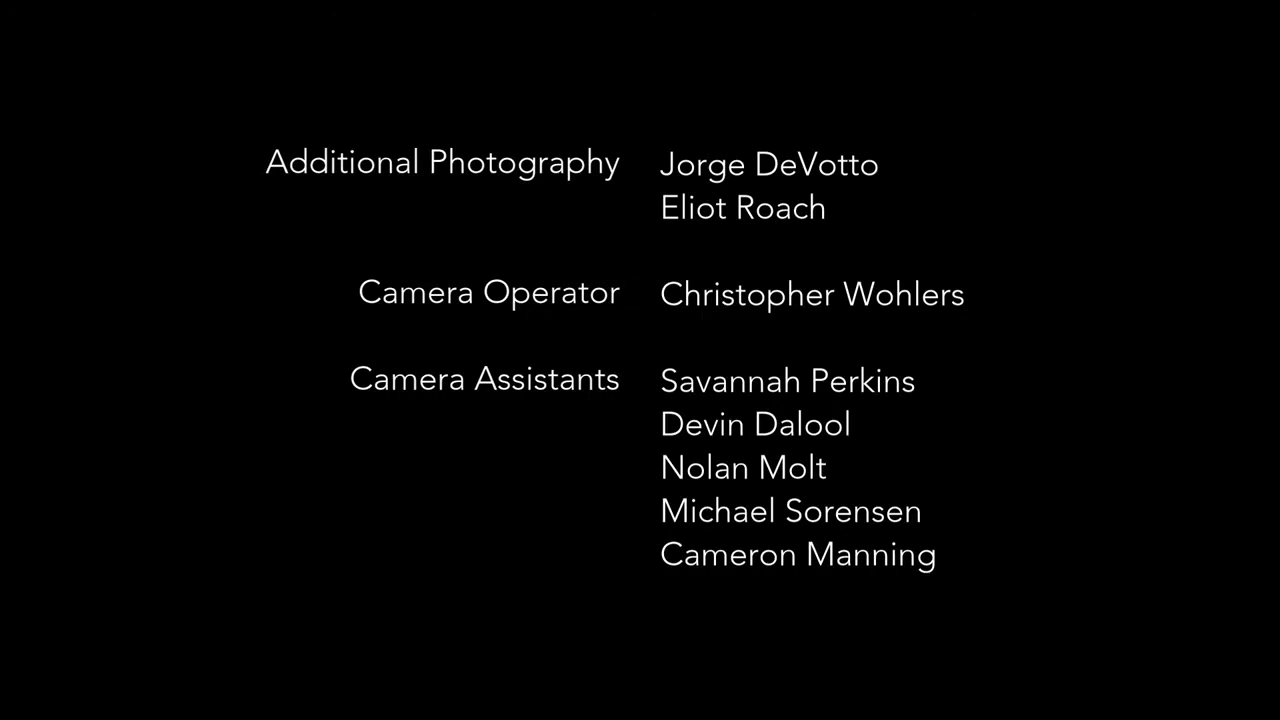 Additional Photography Jorge DeVotto
Eliot Roach
Camera Operator Christopher Wohlers
Camera Assistants Savannah Perkins
Devin Dalool
Nolan Molt
Michael Sorensen
Cameron Manning